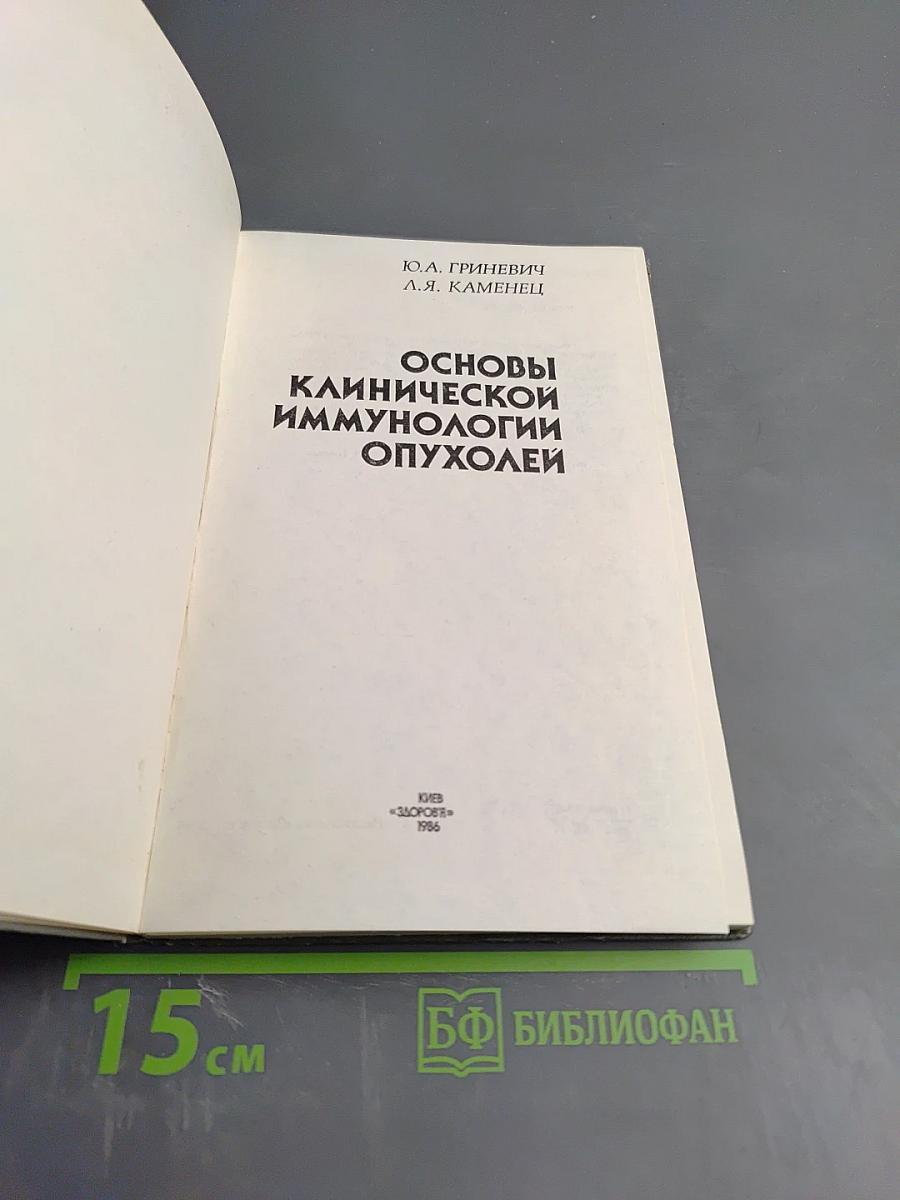 Ю.А. ГРИНЕВИЧ
Л.Я. КАМЕНЕЦ
ОСНОВЫ
КЛИНИЧЕСКОЙ
ИММУНОЛОГИИ
ОПУХОЛЕЙ
КИЕВ
«ЗДОРОВ'Я»
1986
15 см
БФ БИБЛИОФАН